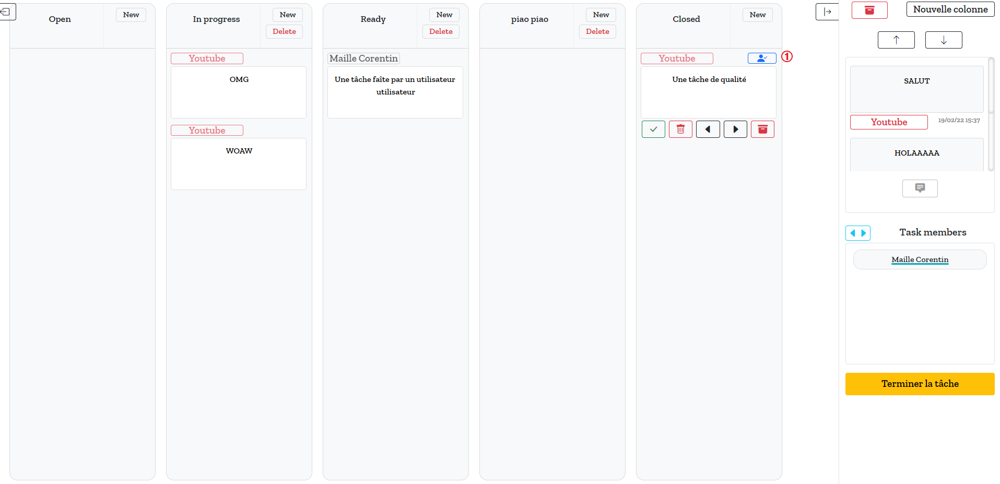 Open
New
In progress
New
Delete
Youtube
OMG
Youtube
WOAW
Ready
New
Delete
Maille Corentin
Une tâche faîte par un utilisateur
utilisateur
piao piao
New
Delete
Closed
New
Youtube
①
Une tâche de qualité
Nouvelle colonne
SALUT
Youtube
19/02/22 15:37
HOLAAAAA
Task members
Maille Corentin
Terminer la tâche